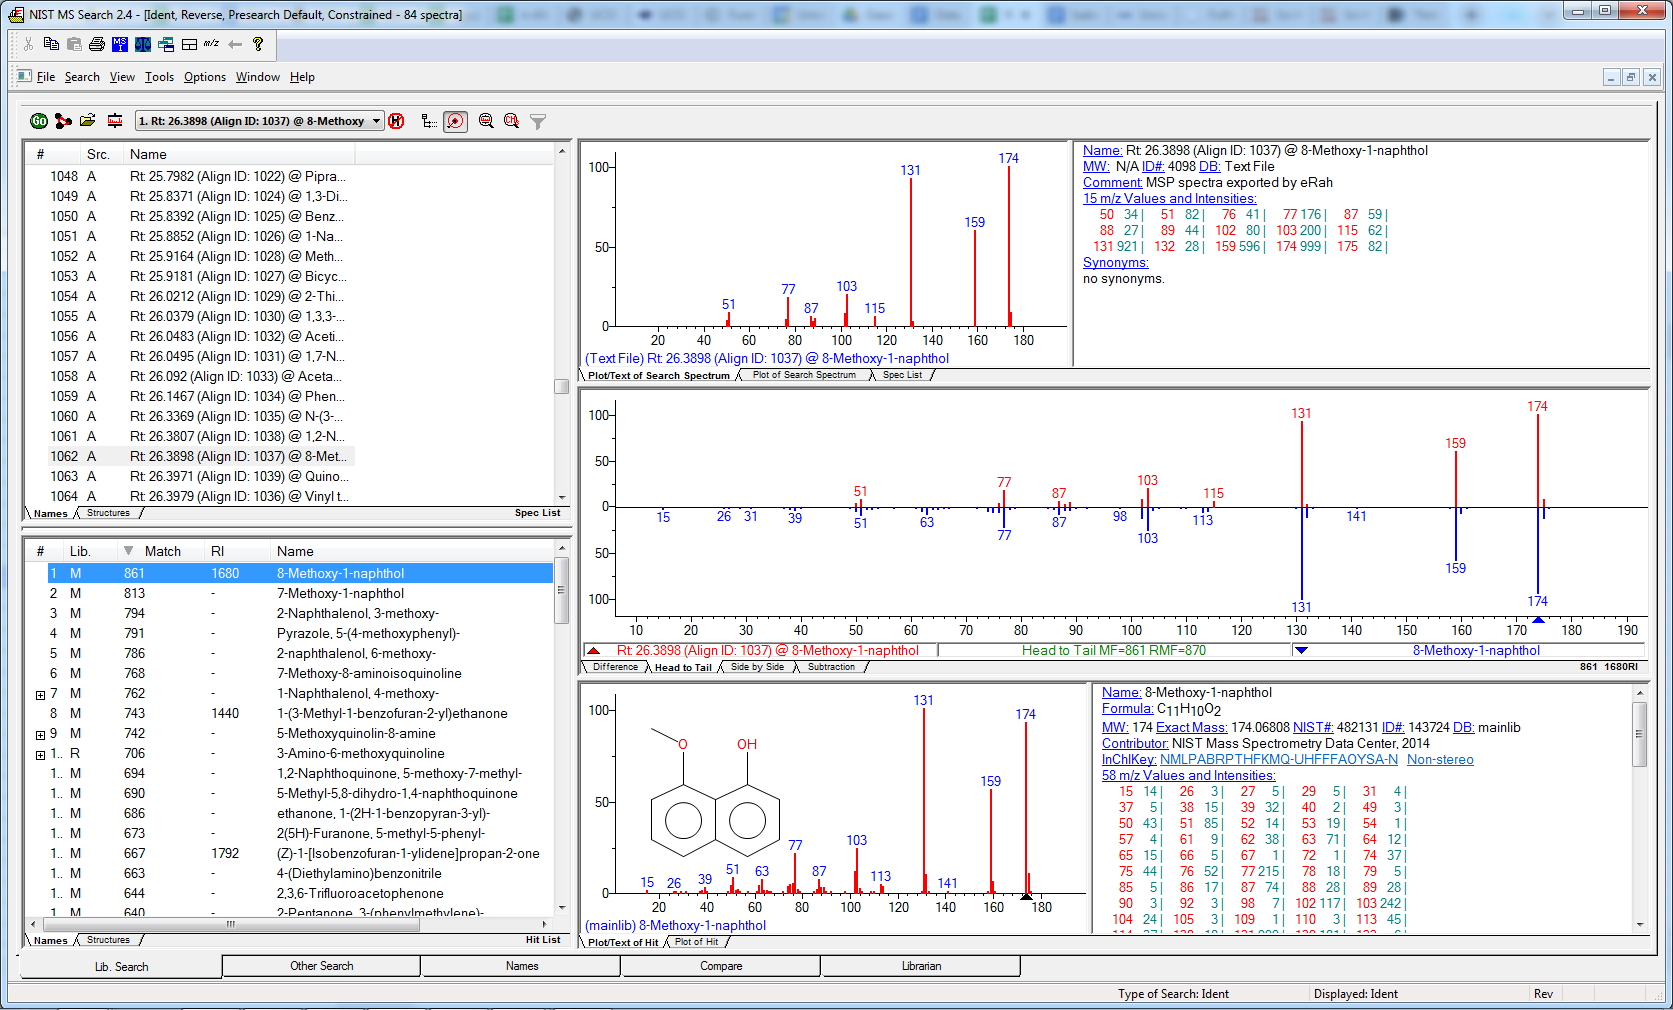 NIST MS Search 2.4 - [Ident, Reverse, Presearch Default, Constrained - 84 spectra]
File Search View Tools Options Window Help
1. Rt: 26.3898 (Align ID: 1037) @ 8-Methoxy
# Src. Name
1048 A Rt: 25.7982 (Align ID: 1022) @ Pipra...
1049 A Rt: 25.8371 (Align ID: 1024) @ 1,3-Di...
1050 A Rt: 25.8392 (Align ID: 1025) @ Benz...
1051 A Rt: 25.8852 (Align ID: 1026) @ 1-Na...
1052 A Rt: 25.9164 (Align ID: 1028) @ Meth...
1053 A Rt: 25.9181 (Align ID: 1027) @ Bicyc...
1054 A Rt: 26.0212 (Align ID: 1029) @ 2-Thi...
1055 A Rt: 26.0379 (Align ID: 1030) @ 1,3,3-...
1056 A Rt: 26.0483 (Align ID: 1032) @ Aceti...
1057 A Rt: 26.0495 (Align ID: 1031) @ 1,7-N...
1058 A Rt: 26.092 (Align ID: 1033) @ Aceta...
1059 A Rt: 26.1467 (Align ID: 1034) @ Phen...
1060 A Rt: 26.3369 (Align ID: 1035) @ N-(3-...
1061 A Rt: 26.3807 (Align ID: 1038) @ 1,2-N...
1062 A Rt: 26.3898 (Align ID: 1037) @ 8-Met...
1063 A Rt: 26.3971 (Align ID: 1039) @ Quino...
1064 A Rt: 26.3979 (Align ID: 1036) @ Vinyl t...
Names Structures Spec List
# Lib. Match RI Name
1 M 861 1680 8-Methoxy-1-naphthol
2 M 813 - 7-Methoxy-1-naphthol
3 M 794 - 2-Naphthalenol, 3-methoxy-
4 M 791 - Pyrazole, 5-(4-methoxyphenyl)-
5 M 786 - 2-naphthalenol, 6-methoxy-
6 M 768 - 7-Methoxy-8-aminoisoquinoline
7 M 762 - 1-Naphthalenol, 4-methoxy-
8 M 743 1440 1-(3-Methyl-1-benzofuran-2-yl)ethanone
9 M 742 - 5-Methoxyquinolin-8-amine
1.. R 706 - 3-Amino-6-methoxyquinoline
1.. M 694 - 1,2-Naphthoquinone, 5-methoxy-7-methyl-
1.. M 690 - 5-Methyl-5,8-dihydro-1,4-naphthoquinone
1.. M 686 - ethanone, 1-(2H-1-benzopyran-3-yl)-
1.. M 673 - 2(5H)-Furanone, 5-methyl-5-phenyl-
1.. M 667 1792 (Z)-1-[Isobenzofuran-1-ylidene]propan-2-one
1.. M 663 - 4-(Diethylamino)benzonitrile
1.. M 644 - 2,3,6-Trifluoroacetophenone
1.. M 640 - 2-Pentanone, 3-(phenylmethylene)-
Names Structures Hit List
100 50 0
51 77 87 103 115 131 159 174
20 40 60 80 100 120 140 160 180
(Text File) Rt: 26.3898 (Align ID: 1037) @ 8-Methoxy-1-naphthol
Plot/Text of Search Spectrum Plot of Search Spectrum Spec List
Name: Rt: 26.3898 (Align ID: 1037) @ 8-Methoxy-1-naphthol
MW: N/A ID#: 4098 DB: Text File
Comment: MSP spectra exported by eRah
15 m/z Values and Intensities:
50 34| 51 82| 76 41| 77 176| 87 59|
88 27| 89 44| 102 80| 103 200| 115 62|
131 921| 132 28| 159 596| 174 999| 175 82|
Synonyms:
no synonyms.
100 50 0 50 100
51 77 87 103 115 131 159 174
15 26 31 39 51 63 77 87 98 103 113 131 141 159 174
10 20 30 40 50 60 70 80 90 100 110 120 130 140 150 160 170 180 190
Rt: 26.3898 (Align ID: 1037) @ 8-Methoxy-1-naphthol Head to Tail MF=861 RMF=870 8-Methoxy-1-naphthol
Difference Head to Tail Side by Side Subtraction 861 1680RI
100 50 0
O OH
15 26 39 51 63 77 87 103 113 131 141 159 174
20 40 60 80 100 120 140 160 180
(mainlib) 8-Methoxy-1-naphthol
Plot/Text of Hit Plot of Hit
Name: 8-Methoxy-1-naphthol
Formula: C11H10O2
MW: 174 Exact Mass: 174.06808 NIST#: 482131 ID#: 143724 DB: mainlib
Contributor: NIST Mass Spectrometry Data Center, 2014
InChIKey: NMLPABRPTHFKMQ-UHFFFAOYSA-N Non-stereo
58 m/z Values and Intensities:
15 14| 26 3| 27 5| 29 5| 31 4|
37 5| 38 15| 39 32| 40 2| 49 3|
50 43| 51 85| 52 14| 53 19| 54 1|
57 4| 61 9| 62 38| 63 71| 64 12|
65 15| 66 5| 67 1| 72 1| 74 37|
75 44| 76 52| 77 215| 78 18| 79 5|
85 5| 86 17| 87 74| 88 28| 89 28|
90 3| 92 3| 98 7| 102 117| 103 242|
104 24| 105 3| 109 1| 110 3| 113 45|
Lib. Search Other Search Names Compare Librarian
Type of Search: Ident Displayed: Ident Rev